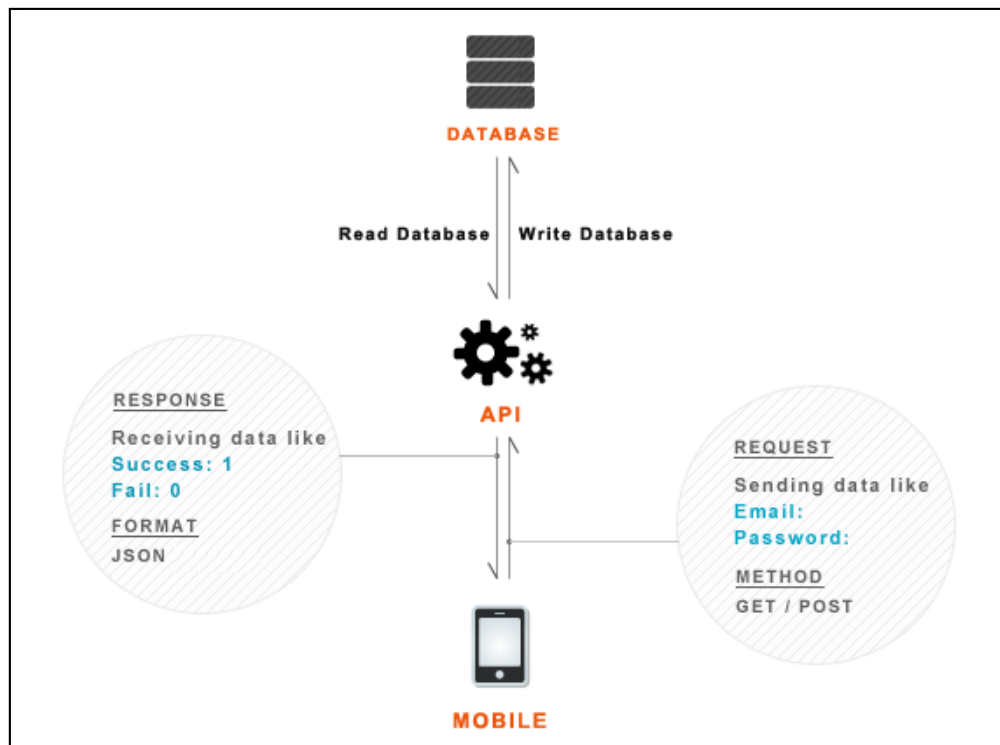 DATABASE
Read Database
Write Database
API
RESPONSE
Receiving data like
Success: 1
Fail: 0
FORMAT
JSON
REQUEST
Sending data like
Email:
Password:
METHOD
GET / POST
MOBILE